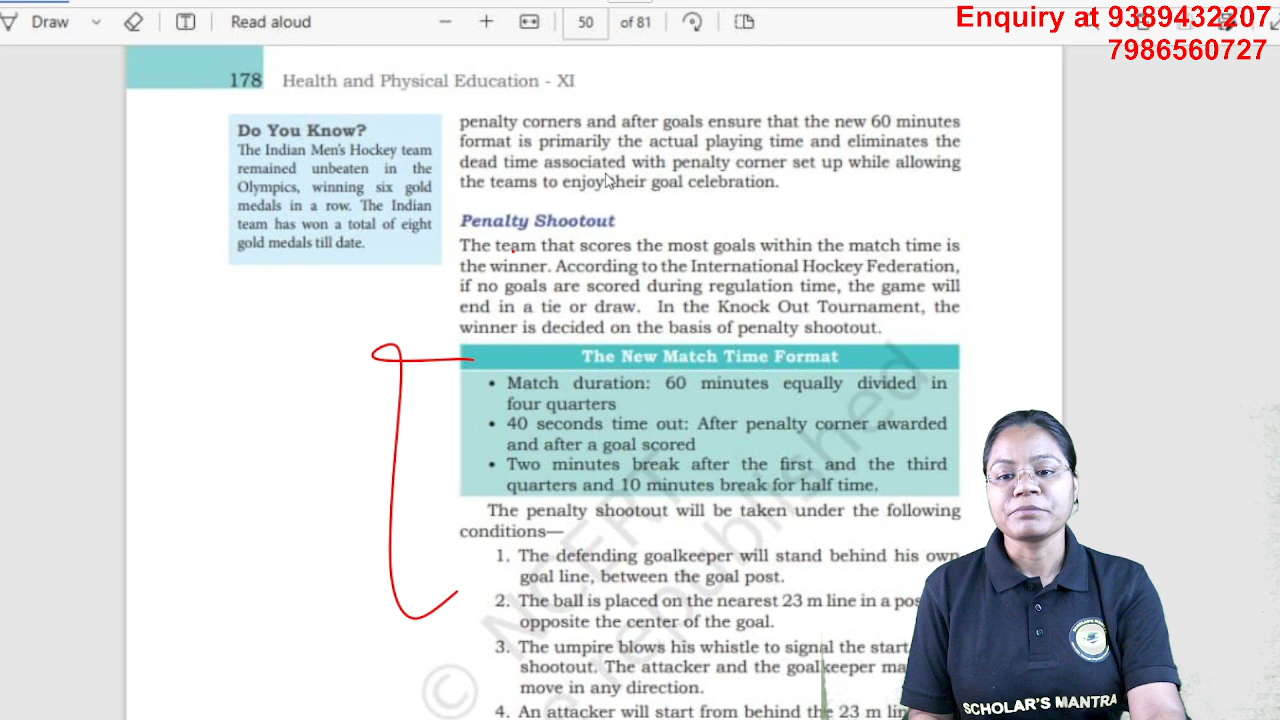 Draw
Read aloud
50
of 81
Enquiry at 9389432207,
7986560727
178
Health and Physical Education - XI
Do You Know?
The Indian Men's Hockey team
remained unbeaten in the
Olympics, winning six gold
medals in a row. The Indian
team has won a total of eight
gold medals till date.
penalty corners and after goals ensure that the new 60 minutes
format is primarily the actual playing time and eliminates the
dead time associated with penalty corner set up while allowing
the teams to enjoy their goal celebration.
Penalty Shootout
The team that scores the most goals within the match time is
the winner. According to the International Hockey Federation,
if no goals are scored during regulation time, the game will
end in a tie or draw. In the Knock Out Tournament, the
winner is decided on the basis of penalty shootout.
The New Match Time Format
• Match duration: 60 minutes equally divided in
four quarters
• 40 seconds time out: After penalty corner awarded
and after a goal scored
• Two minutes break after the first and the third
quarters and 10 minutes break for half time.
The penalty shootout will be taken under the following
conditions—
1. The defending goalkeeper will stand behind his own
goal line, between the goal post.
2. The ball is placed on the nearest 23 m line in a
opposite the center of the goal.
3. The umpire blows his whistle to signal the start
shootout. The attacker and the goalkeeper
move in any direction.
4. An attacker will start from behind the 23 m
© NCERT
republished
SCHOLAR'S MANTRA